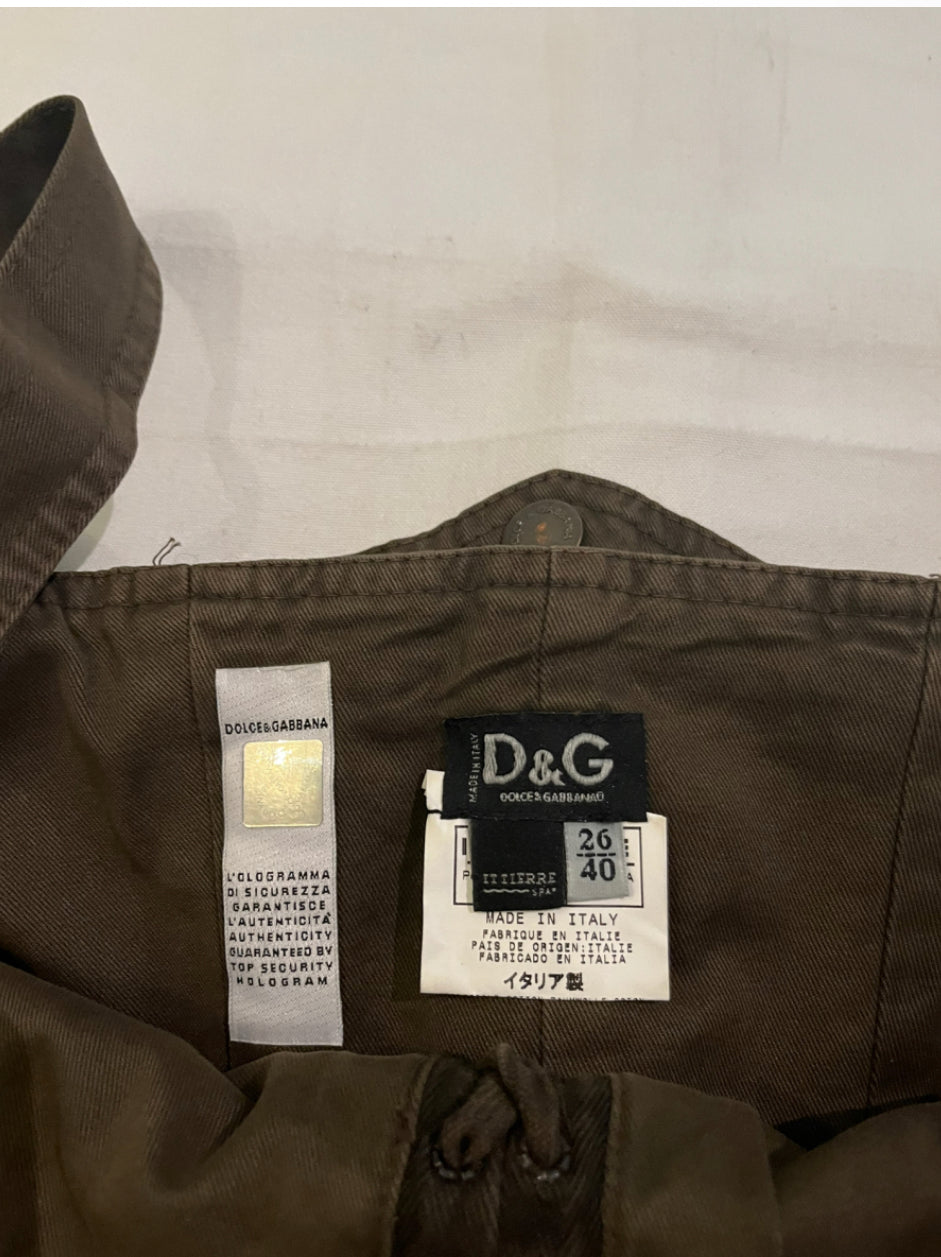 DOLCE&GABBANA
L'OLOGRAMMA
DI SICUREZZA
GARANTISCE
L'AUTENTICITÀ
AUTHENTICITY
GUARANTEED BY
TOP SECURITY
HOLOGRAM
MADE IN ITALY
D&G
DOLCE&GABBANA
ITTIERRE
SPA
26
40
MADE IN ITALY
FABRIQUE EN ITALIE
PAIS DE ORIGEN:ITALIE
FABRICADO EN ITALIA
イタリア製